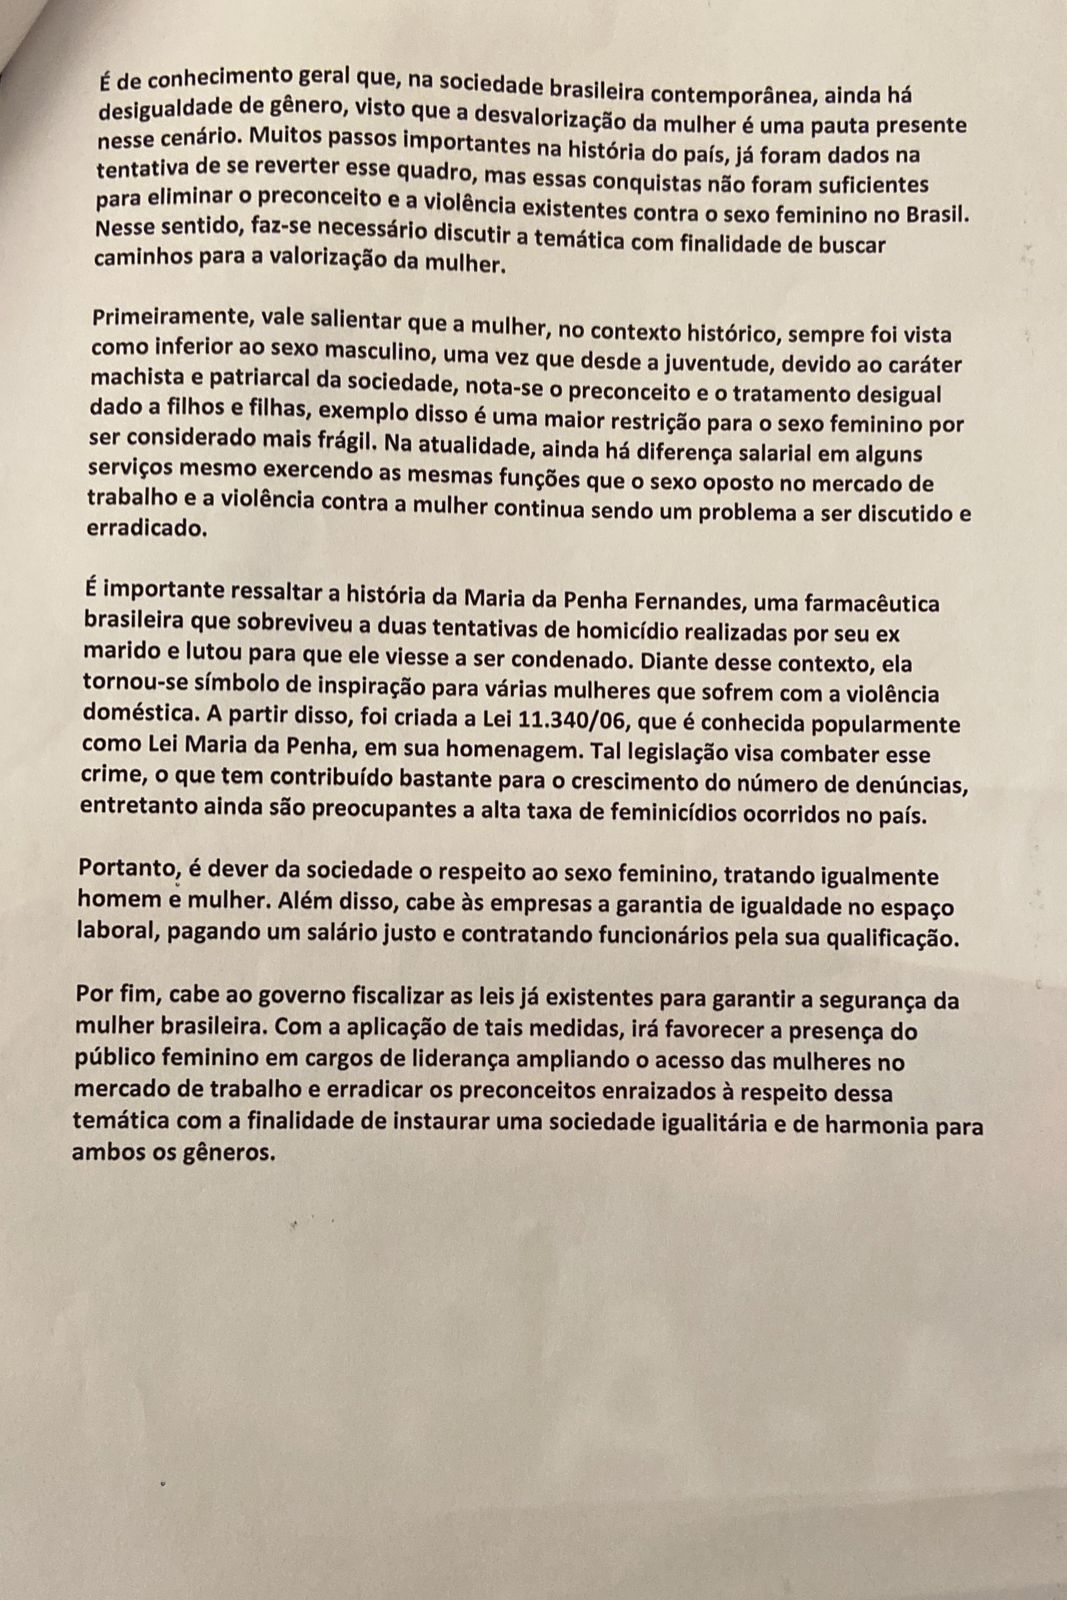 É de conhecimento geral que, na sociedade brasileira contemporânea, ainda há
desigualdade de gênero, visto que a desvalorização da mulher é uma pauta presente
nesse cenário. Muitos passos importantes na história do país, já foram dados na
tentativa de se reverter esse quadro, mas essas conquistas não foram suficientes
para eliminar o preconceito e a violência existentes contra o sexo feminino no Brasil.
Nesse sentido, faz-se necessário discutir a temática com finalidade de buscar
caminhos para a valorização da mulher.
Primeiramente, vale salientar que a mulher, no contexto histórico, sempre foi vista
como inferior ao sexo masculino, uma vez que desde a juventude, devido ao caráter
machista e patriarcal da sociedade, nota-se o preconceito e o tratamento desigual
dado a filhos e filhas, exemplo disso é uma maior restrição para o sexo feminino por
ser considerado mais frágil. Na atualidade, ainda há diferença salarial em alguns
serviços mesmo exercendo as mesmas funções que o sexo oposto no mercado de
trabalho e a violência contra a mulher continua sendo um problema a ser discutido e
erradicado.
É importante ressaltar a história da Maria da Penha Fernandes, uma farmacêutica
brasileira que sobreviveu a duas tentativas de homicídio realizadas por seu ex
marido e lutou para que ele viesse a ser condenado. Diante desse contexto, ela
tornou-se símbolo de inspiração para várias mulheres que sofrem com a violência
doméstica. A partir disso, foi criada a Lei 11.340/06, que é conhecida popularmente
como Lei Maria da Penha, em sua homenagem. Tal legislação visa combater esse
crime, o que tem contribuído bastante para o crescimento do número de denúncias,
entretanto ainda são preocupantes a alta taxa de feminicídios ocorridos no país.
Portanto, é dever da sociedade o respeito ao sexo feminino, tratando igualmente
homem e mulher. Além disso, cabe às empresas a garantia de igualdade no espaço
laboral, pagando um salário justo e contratando funcionários pela sua qualificação.
Por fim, cabe ao governo fiscalizar as leis já existentes para garantir a segurança da
mulher brasileira. Com a aplicação de tais medidas, irá favorecer a presença do
público feminino em cargos de liderança ampliando o acesso das mulheres no
mercado de trabalho e erradicar os preconceitos enraizados à respeito dessa
temática com a finalidade de instaurar uma sociedade igualitária e de harmonia para
ambos os gêneros.